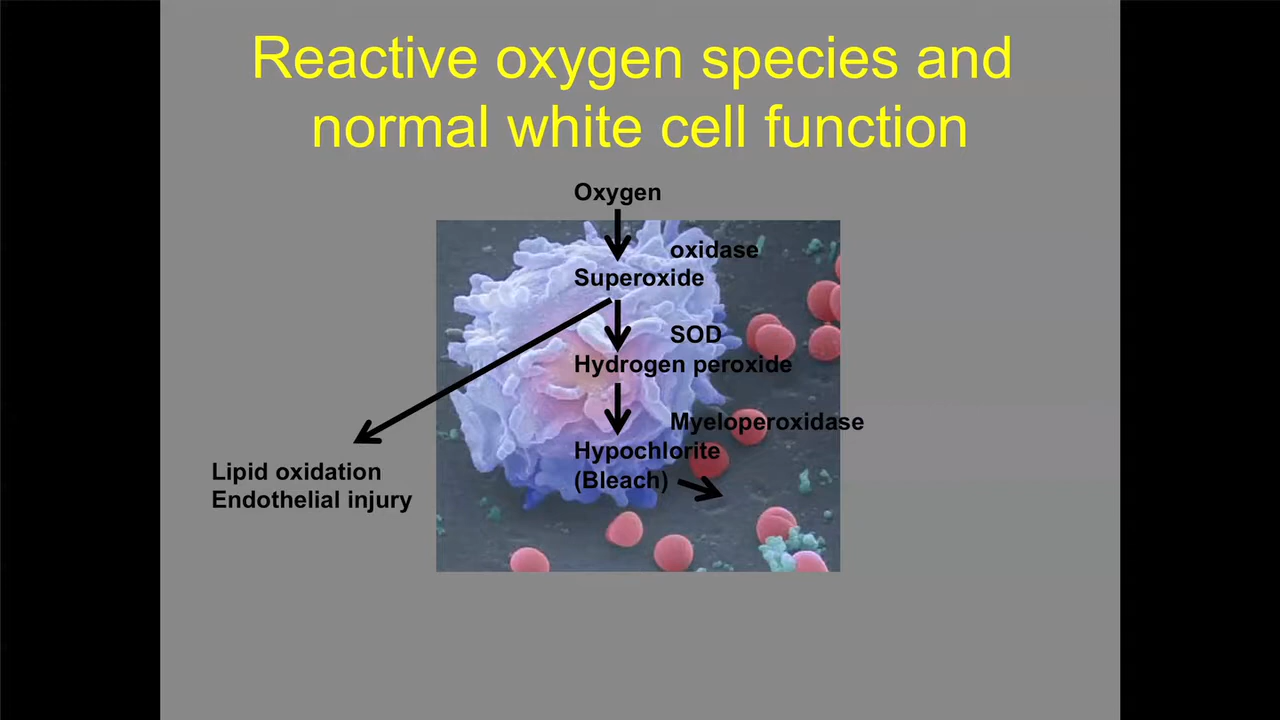 Reactive oxygen species and
normal white cell function
Oxygen
oxidase
Superoxide
SOD
Hydrogen peroxide
Myeloperoxidase
Hypochlorite
(Bleach)
Lipid oxidation
Endothelial injury